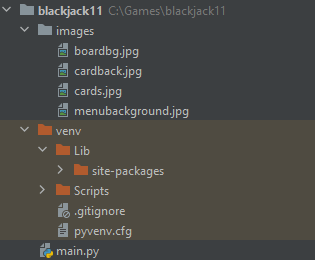 blackjack11 C:\Games\blackjack11
images
boardbg.jpg
cardback.jpg
cards.jpg
menubackground.jpg
venv
Lib
site-packages
Scripts
.gitignore
pyvenv.cfg
main.py